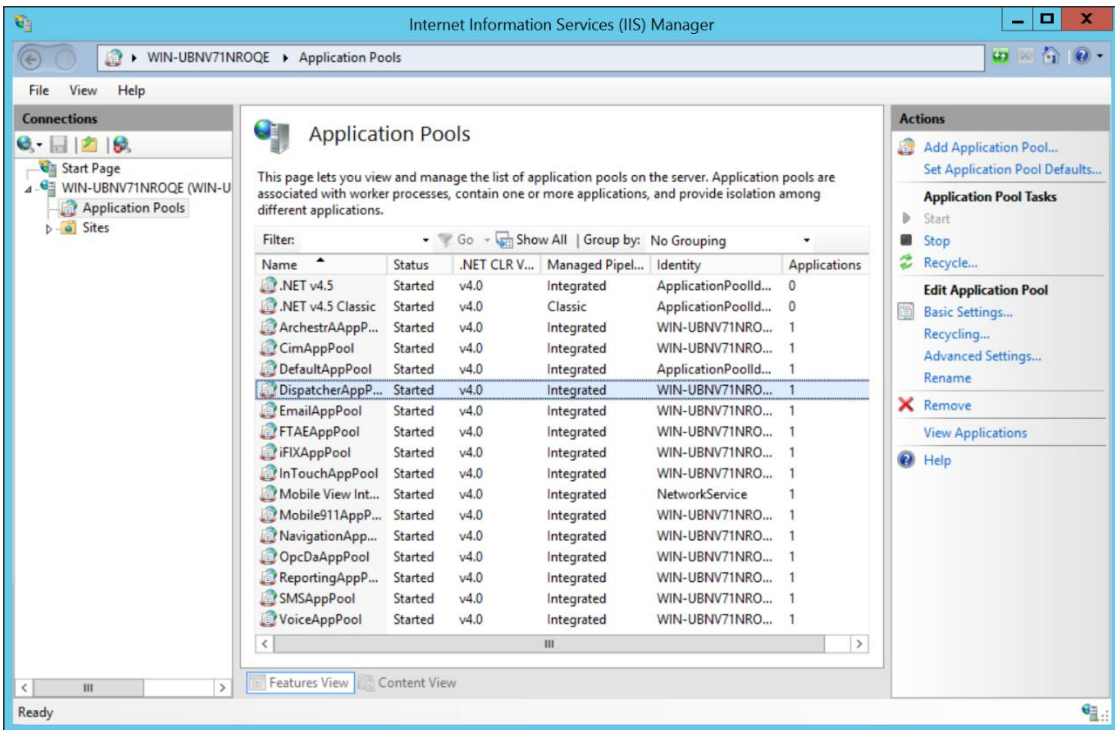 Internet Information Services (IIS) Manager
WIN-UBNV71NROQE Application Pools
File View Help
Connections
Start Page
WIN-UBNV71NROQE (WIN-U
Application Pools
Sites
Application Pools
This page lets you view and manage the list of application pools on the server. Application pools are
associated with worker processes, contain one or more applications, and provide isolation among
different applications.
Filter: Go Show All Group by: No Grouping
Name Status .NET CLR V... Managed Pipel... Identity Applications
.NET v4.5 Started v4.0 Integrated ApplicationPoolId... 0
.NET v4.5 Classic Started v4.0 Classic ApplicationPoolId... 0
ArchestrAAppP... Started v4.0 Integrated WIN-UBNV71NRO... 1
CimAppPool Started v4.0 Integrated WIN-UBNV71NRO... 1
DefaultAppPool Started v4.0 Integrated ApplicationPoolId... 1
DispatcherAppP... Started v4.0 Integrated WIN-UBNV71NRO... 1
EmailAppPool Started v4.0 Integrated WIN-UBNV71NRO... 1
FTAEAppPool Started v4.0 Integrated WIN-UBNV71NRO... 1
iFIXAppPool Started v4.0 Integrated WIN-UBNV71NRO... 1
InTouchAppPool Started v4.0 Integrated WIN-UBNV71NRO... 1
Mobile View Int... Started v4.0 Integrated NetworkService 1
Mobile911AppP... Started v4.0 Integrated WIN-UBNV71NRO... 1
NavigationApp... Started v4.0 Integrated WIN-UBNV71NRO... 1
OpcDaAppPool Started v4.0 Integrated WIN-UBNV71NRO... 1
ReportingAppP... Started v4.0 Integrated WIN-UBNV71NRO... 1
SMSAppPool Started v4.0 Integrated WIN-UBNV71NRO... 1
VoiceAppPool Started v4.0 Integrated WIN-UBNV71NRO... 1
Features View Content View
Actions
Add Application Pool...
Set Application Pool Defaults...
Application Pool Tasks
Start
Stop
Recycle...
Edit Application Pool
Basic Settings...
Recycling...
Advanced Settings...
Rename
Remove
View Applications
Help
Ready